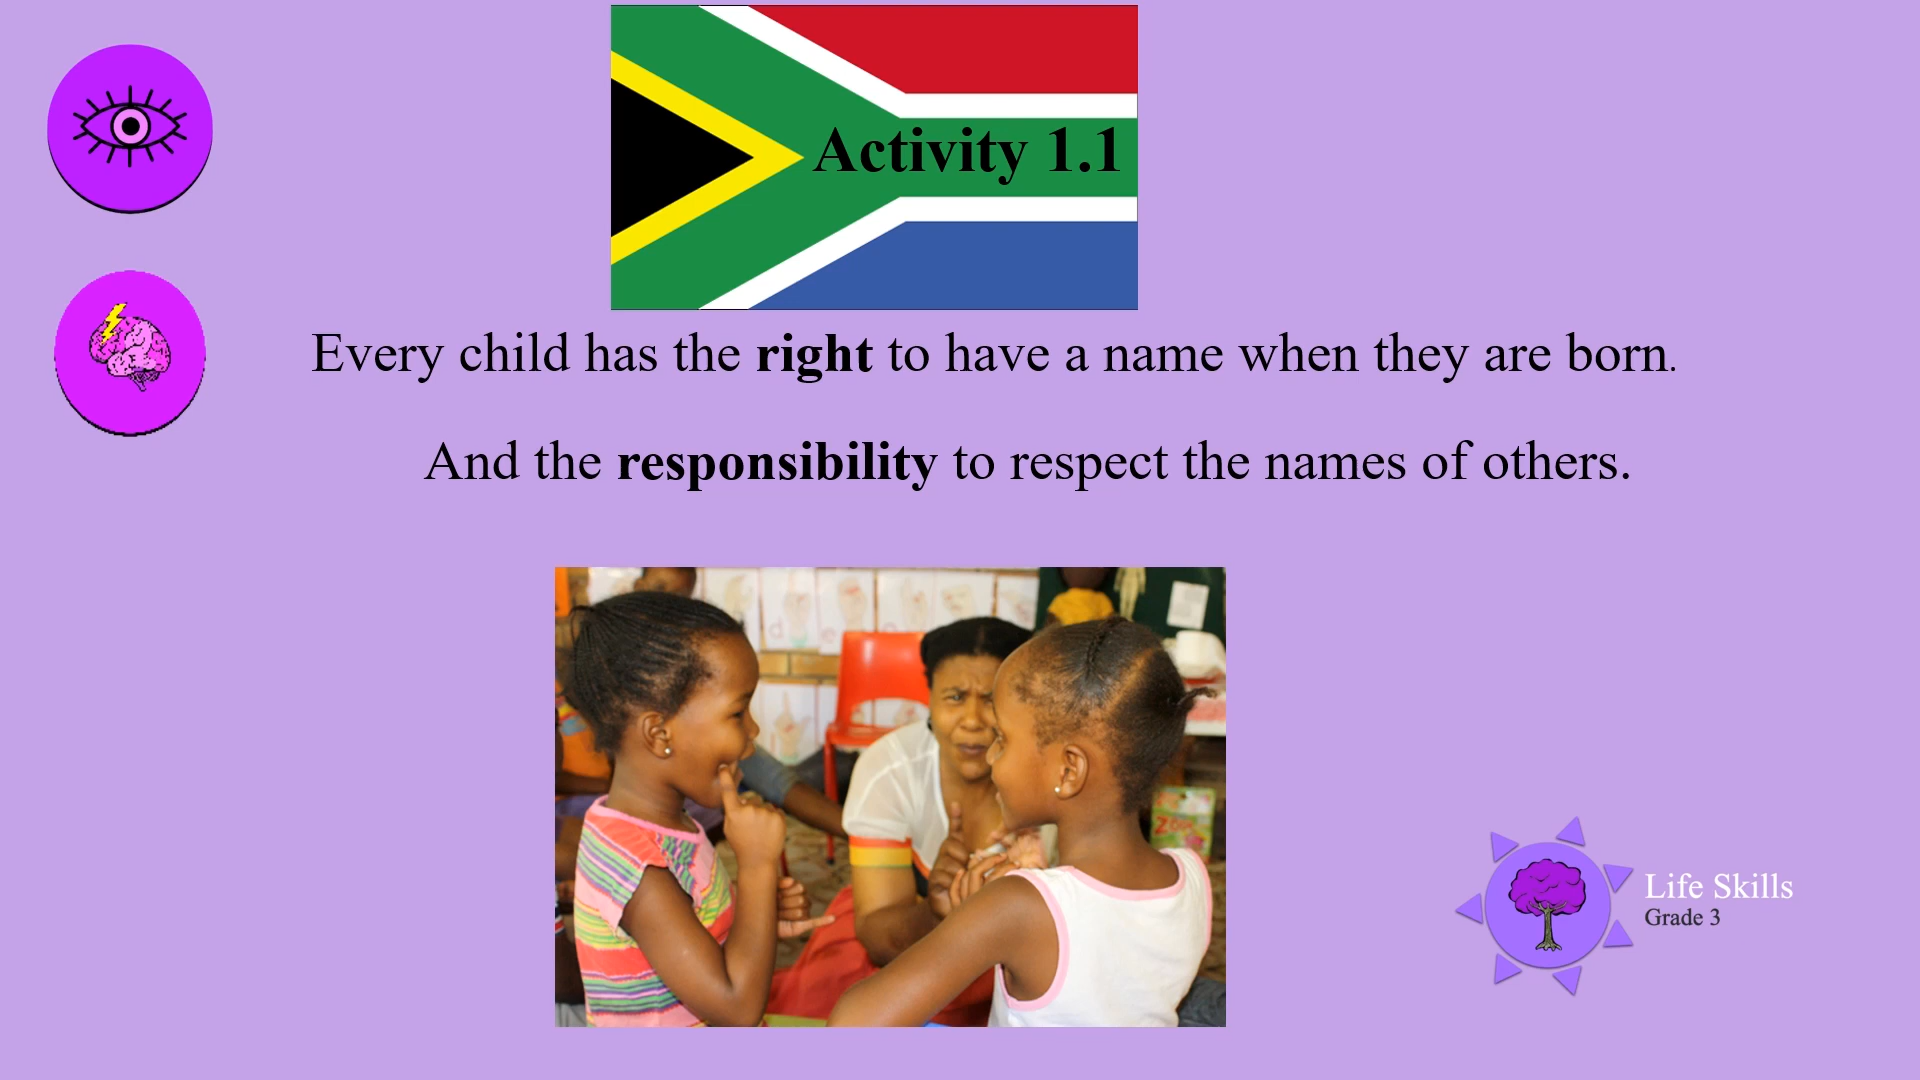 Activity 1.1
Every child has the right to have a name when they are born.
And the responsibility to respect the names of others.
Life Skills
Grade 3